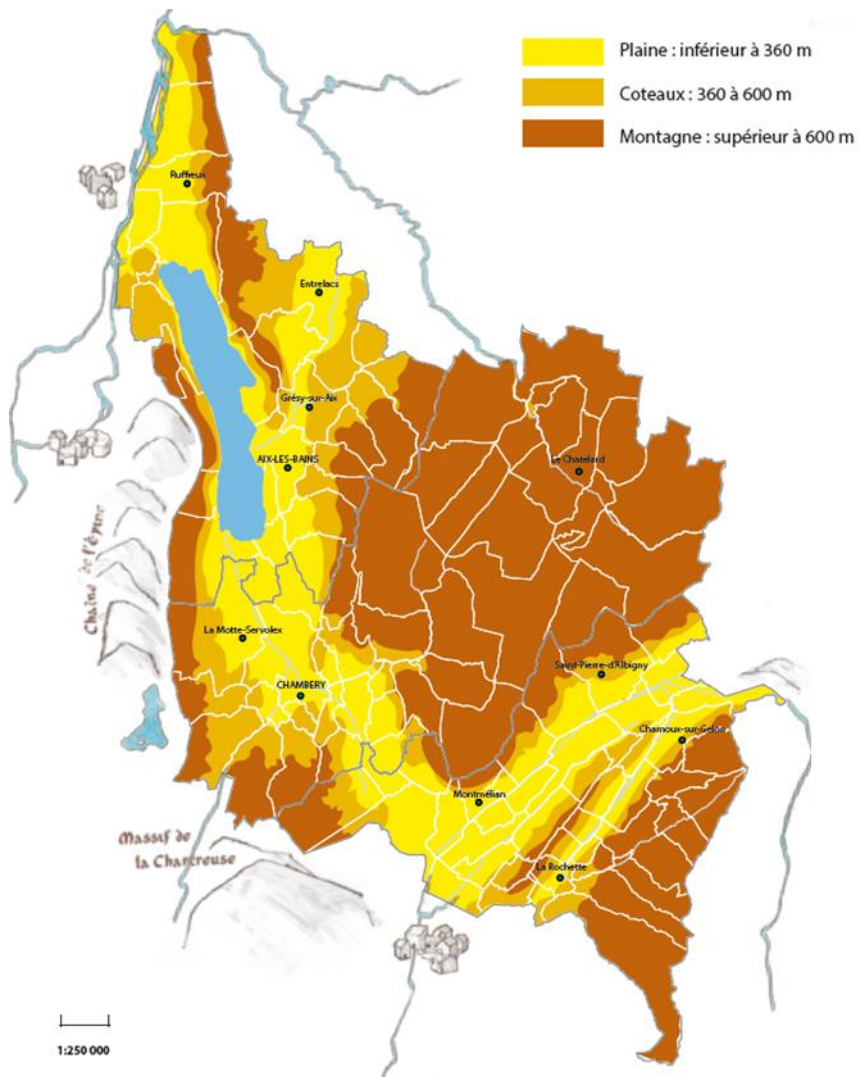 Plaine : inférieur à 360 m
Coteaux : 360 à 600 m
Montagne : supérieur à 600 m
Ruffieux
Entrelacs
Grésy-sur-Aix
AIX-LES-BAINS
Le Chatelard
Chaîne de l'Épine
La Motte-Servolex
Saint-Pierre-d'Albigny
CHAMBERY
Chamoux-sur-Gelon
Montmélian
Massif de
la Chartreuse
La Rochette
1:250 000